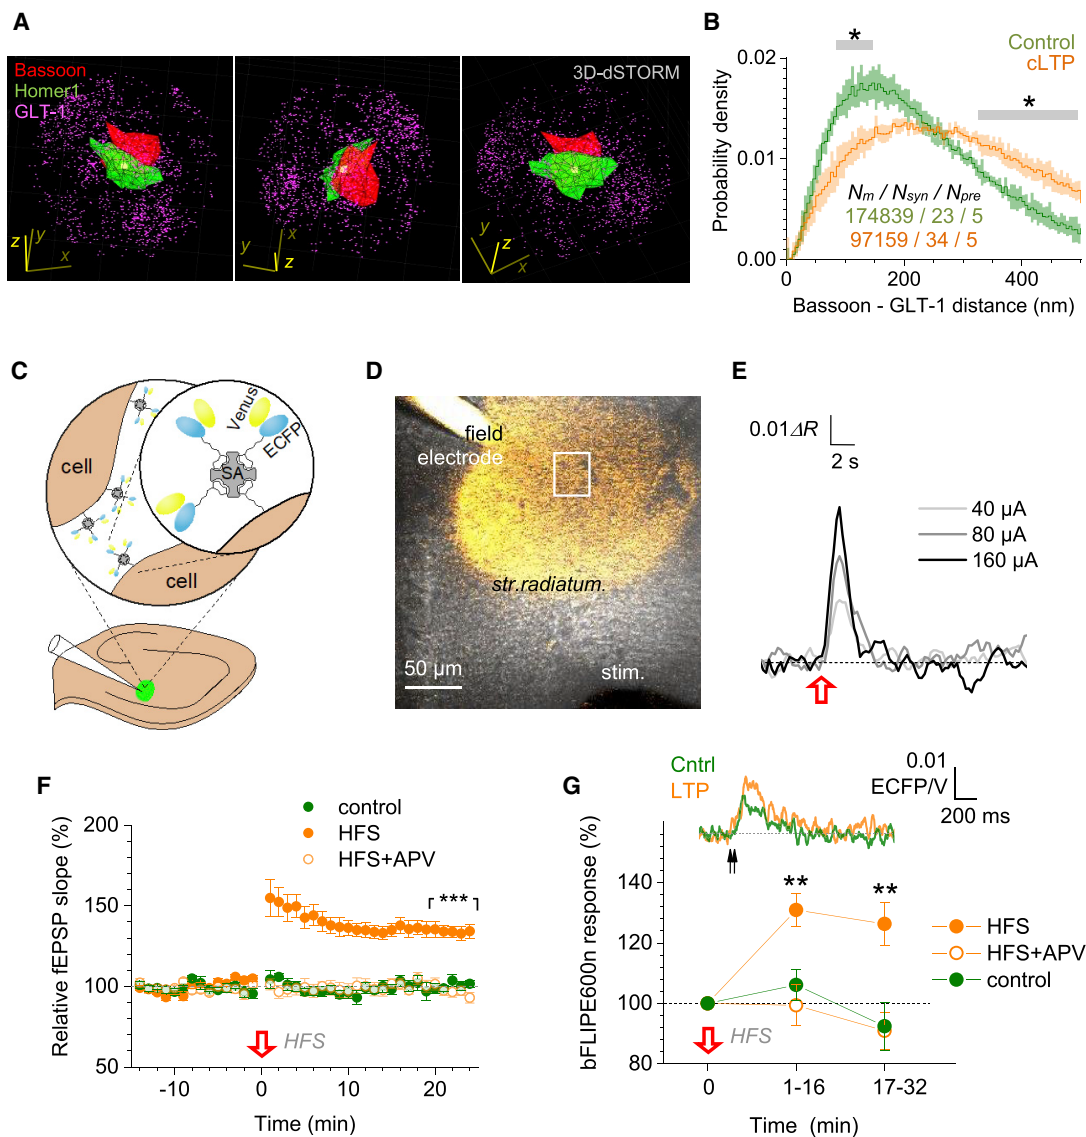 A
Bassoon
Homer1
GLT-1
3D-dSTORM
z
y
x
x
y
z
y
z
x
B
Control
cLTP
*
*
Probability density
0.02
0.01
0.00
Nm / Nsyn / Npre
174839 / 23 / 5
97159 / 34 / 5
0
200
400
Bassoon - GLT-1 distance (nm)
C
cell
Venus
ECFP
SA
cell
D
field
electrode
str.radiatum.
50 µm
stim.
E
0.01ΔR
2 s
40 µA
80 µA
160 µA
F
control
HFS
HFS+APV
Relative fEPSP slope (%)
200
150
100
50
***
HFS
-10
0
10
20
Time (min)
G
Cntrl
LTP
0.01
ECFP/V
200 ms
bFLIPE600n response (%)
140
120
100
80
**
**
HFS
HFS+APV
control
HFS
0
1-16
17-32
Time (min)